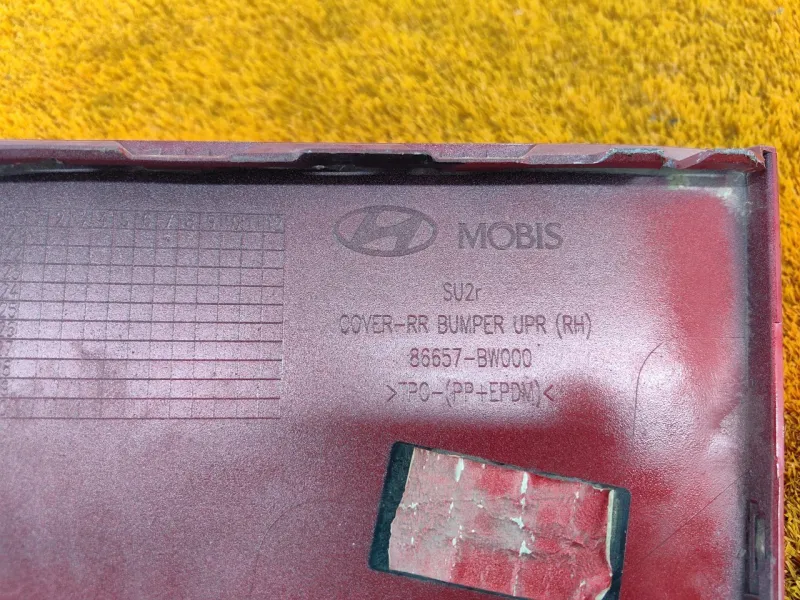 MOBIS
SU2r
COVER-RR BUMPER UPR (RH)
86657-BW000
>TPO-(PP+EPDM)<